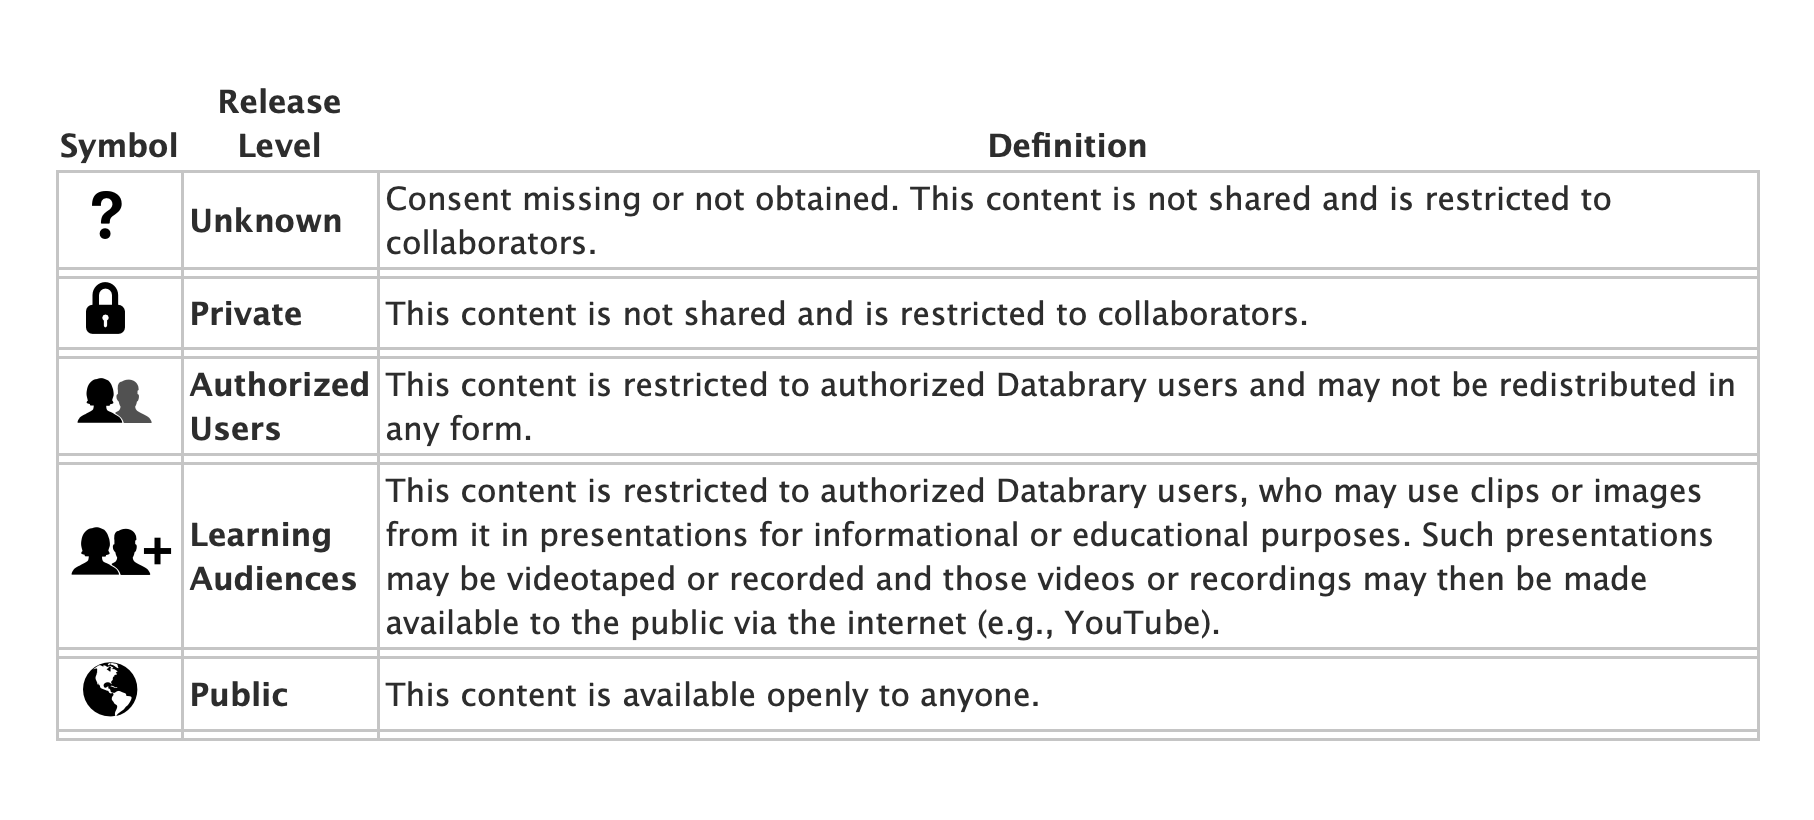 Release
Symbol Level Definition
Unknown
Consent missing or not obtained. This content is not shared and is restricted to
collaborators.
Private
This content is not shared and is restricted to collaborators.
Authorized
Users
This content is restricted to authorized Databrary users and may not be redistributed in
any form.
Learning
Audiences
This content is restricted to authorized Databrary users, who may use clips or images
from it in presentations for informational or educational purposes. Such presentations
may be videotaped or recorded and those videos or recordings may then be made
available to the public via the internet (e.g., YouTube).
Public
This content is available openly to anyone.